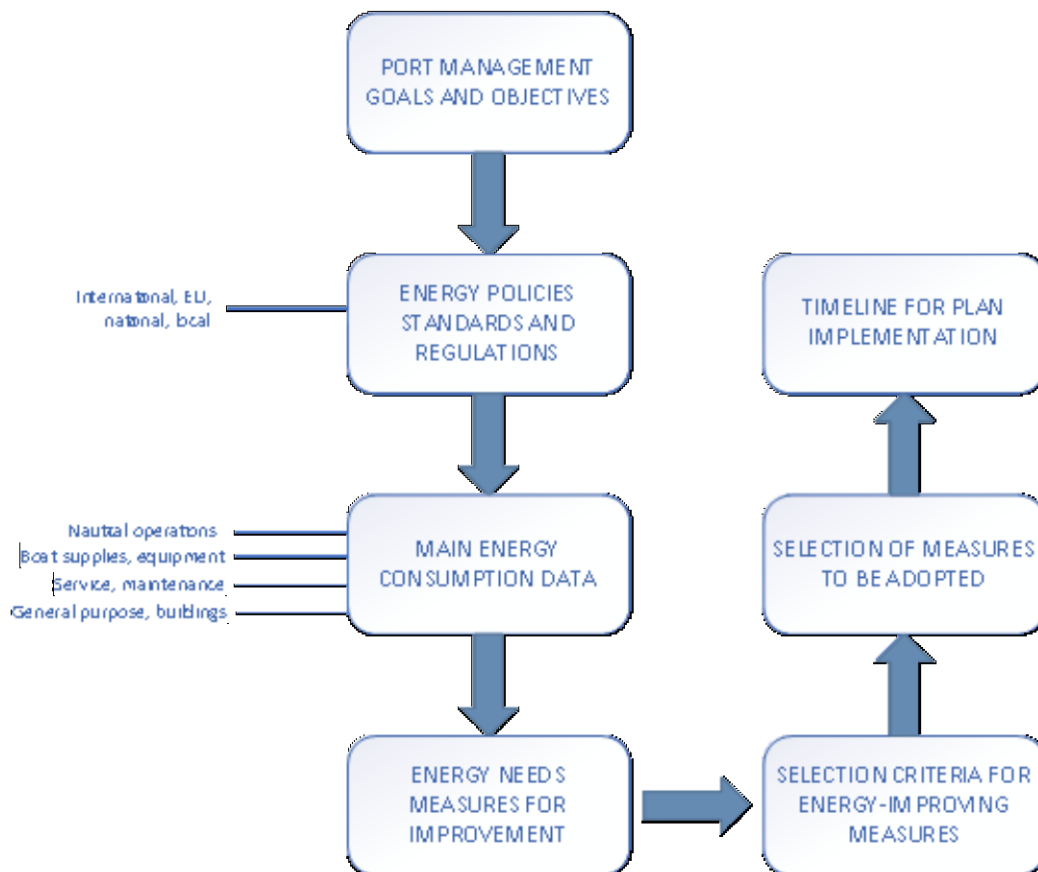 PORT MANAGEMENT
GOALS AND OBJECTIVES
International, EU,
national, local
ENERGY POLICIES
STANDARDS AND
REGULATIONS
TIMELINE FOR PLAN
IMPLEMENTATION
Nautical operations
Boat supplies, equipment
Service, maintenance
General purpose, buildings
MAIN ENERGY
CONSUMPTION DATA
SELECTION OF MEASURES
TO BE ADOPTED
ENERGY NEEDS
MEASURES FOR
IMPROVEMENT
SELECTION CRITERIA FOR
ENERGY-IMPROVING
MEASURES